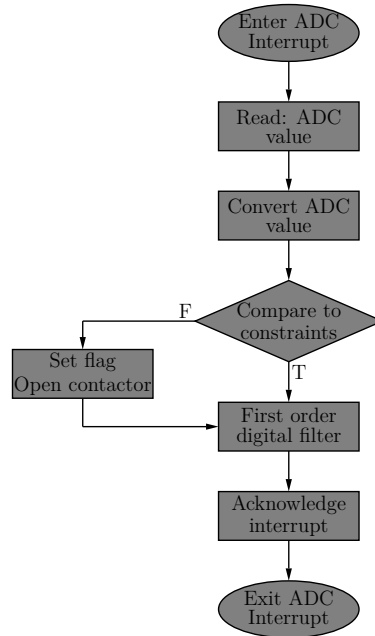 Enter ADC
Interrupt
Read: ADC
value
Convert ADC
value
Compare to
constraints
F
T
Set flag
Open contactor
First order
digital filter
Acknowledge
interrupt
Exit ADC
Interrupt